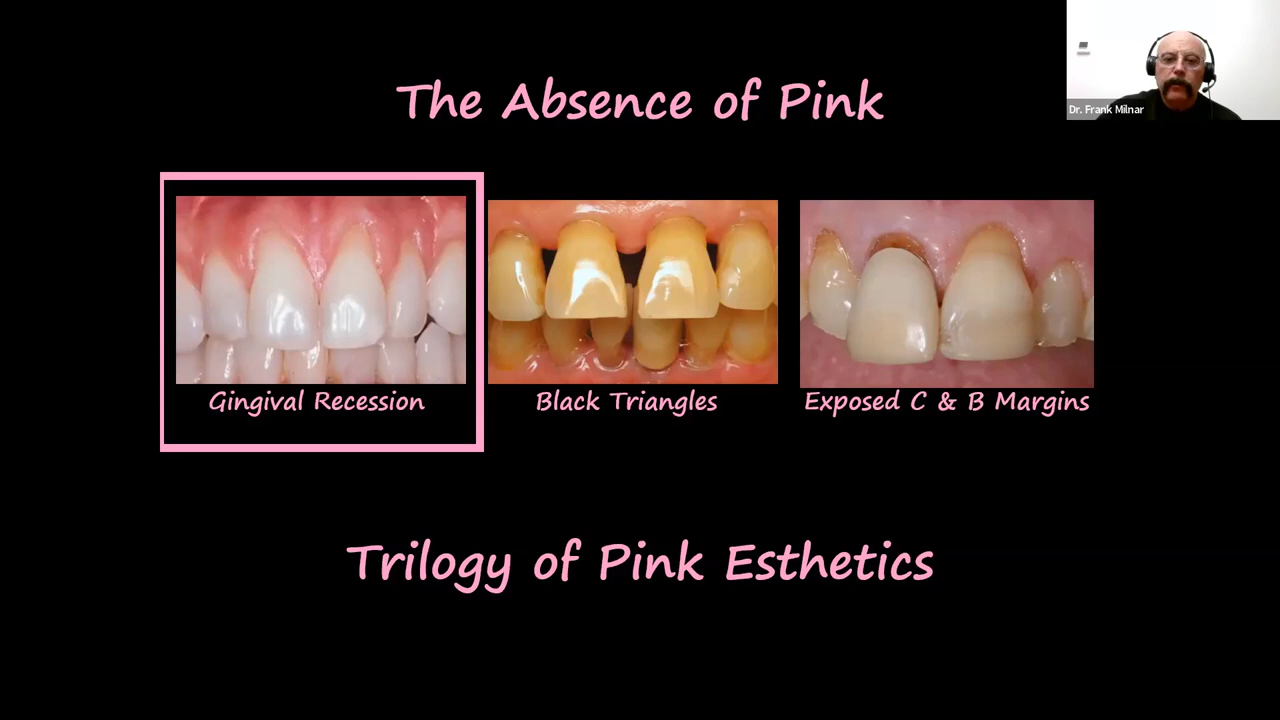 The Absence of Pink
Dr. Frank Milnar
Gingival Recession
Black Triangles
Exposed C & B Margins
Trilogy of Pink Esthetics